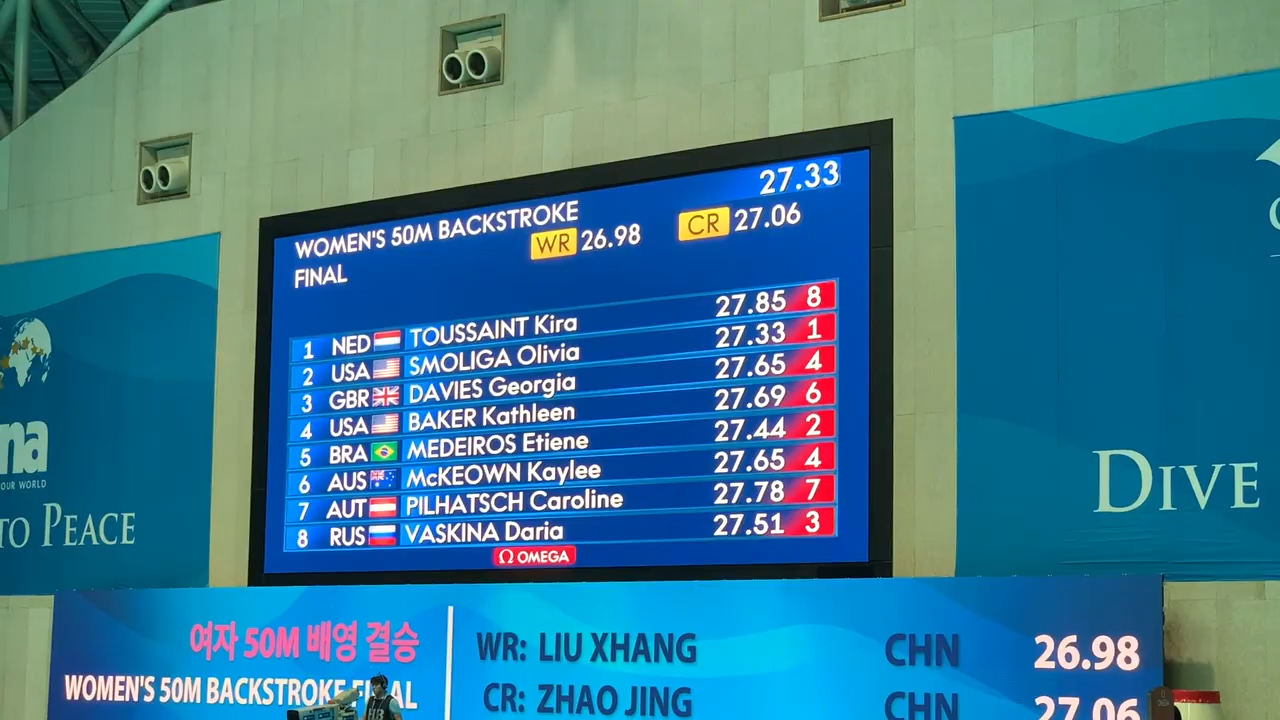 27.33
WOMEN'S 50M BACKSTROKE
WR 26.98 CR 27.06
FINAL
1 NED TOUSSAINT Kira 27.85 8
2 USA SMOLIGA Olivia 27.33 1
3 GBR DAVIES Georgia 27.65 4
4 USA BAKER Kathleen 27.69 6
5 BRA MEDEIROS Etiene 27.44 2
6 AUS McKEOWN Kaylee 27.65 4
7 AUT PILHATSCH Caroline 27.78 7
8 RUS VASKINA Daria 27.51 3
Ω OMEGA
na
OUR WORLD
TO PEACE
DIVE
여자 50M 배영 결승
WOMEN'S 50M BACKSTROKE FINAL
WR: LIU XHANG CHN 26.98
CR: ZHAO JING CHN 27.06